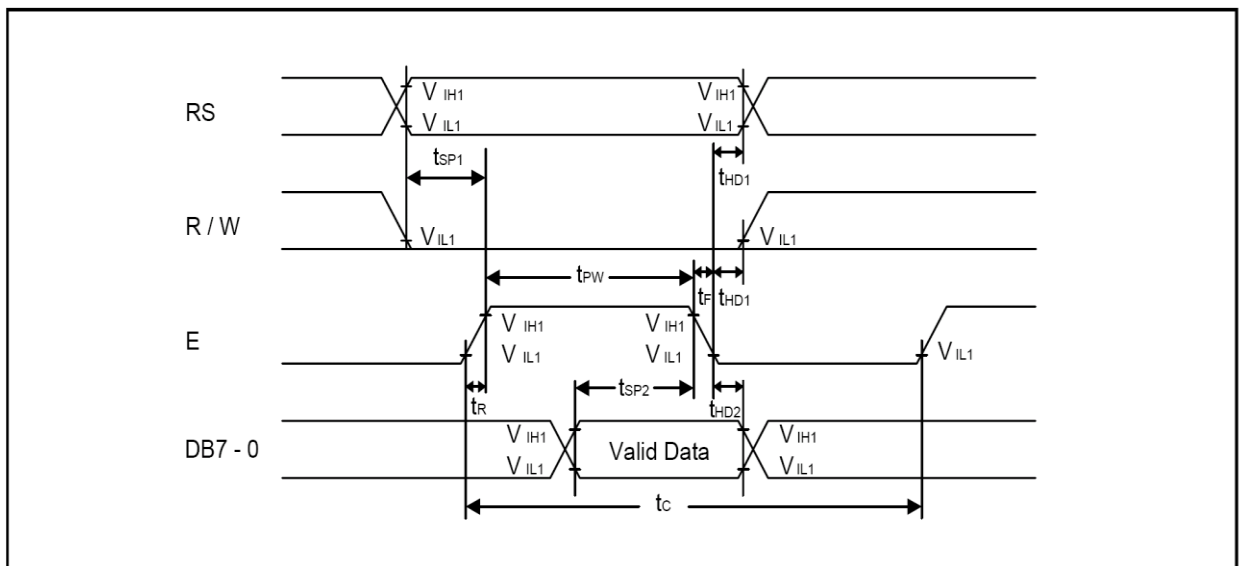 RS
V IH1
V IH1
V IL1
V IL1
tSP1
tHD1
R / W
VIL1
V IL1
tPW
tF
tHD1
E
V IH1
V IH1
V IL1
V IL1
V IL1
tR
tSP2
tHD2
DB7 - 0
V IH1
Valid Data
V IH1
V IL1
V IL1
tC